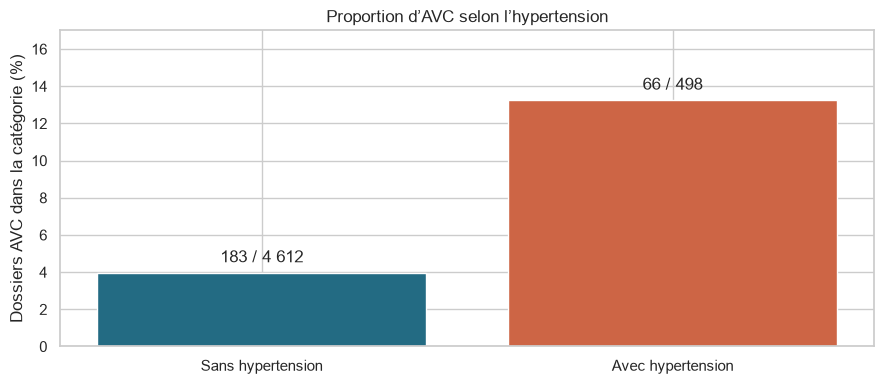 Proportion d’AVC selon l’hypertension
Dossiers AVC dans la catégorie (%)
16
14
12
10
8
6
4
2
0
183 / 4 612
66 / 498
Sans hypertension
Avec hypertension